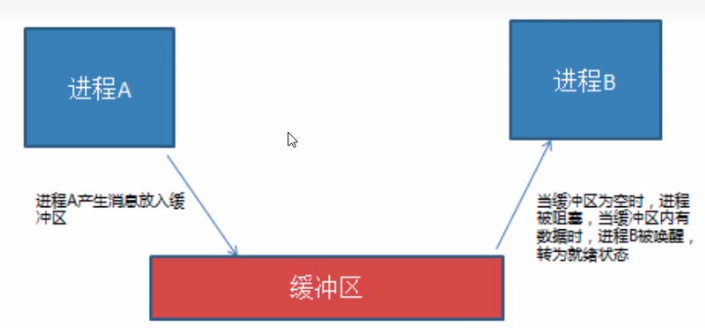 进程A
进程B
进程A产生消息放入缓
冲区
当缓冲区为空时，进程
被阻塞，当缓冲区内有
数据时，进程B被唤醒，
转为就绪状态
缓冲区